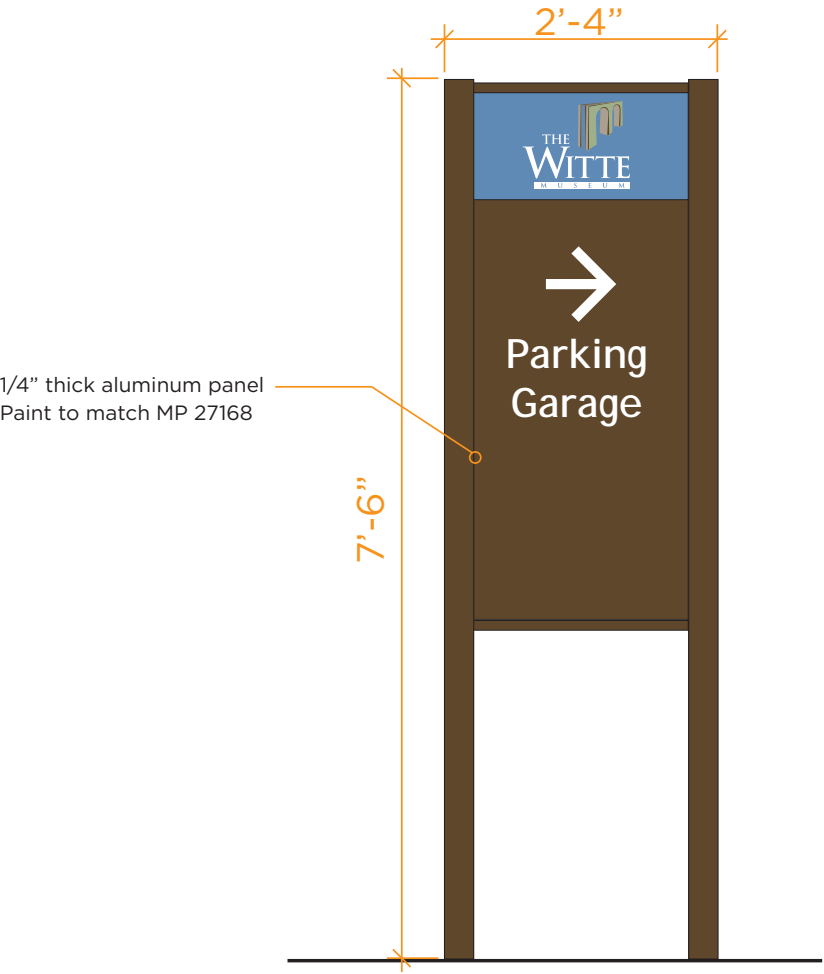 2’-4”
THE
WITTE
MUSEUM
Parking
Garage
1/4” thick aluminum panel
Paint to match MP 27168
7’-6”